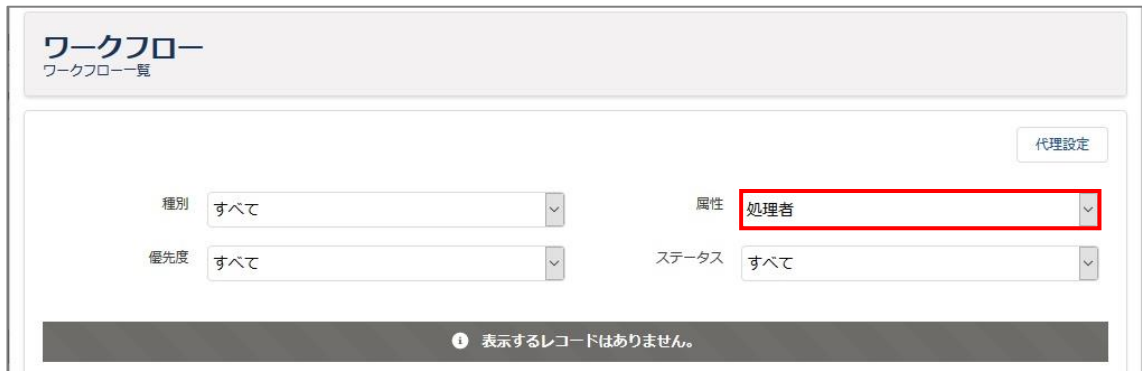 ワークフロー
ワークフロー一覧
代理設定
種別 すべて 属性 処理者
優先度 すべて ステータス すべて
表示するレコードはありません。